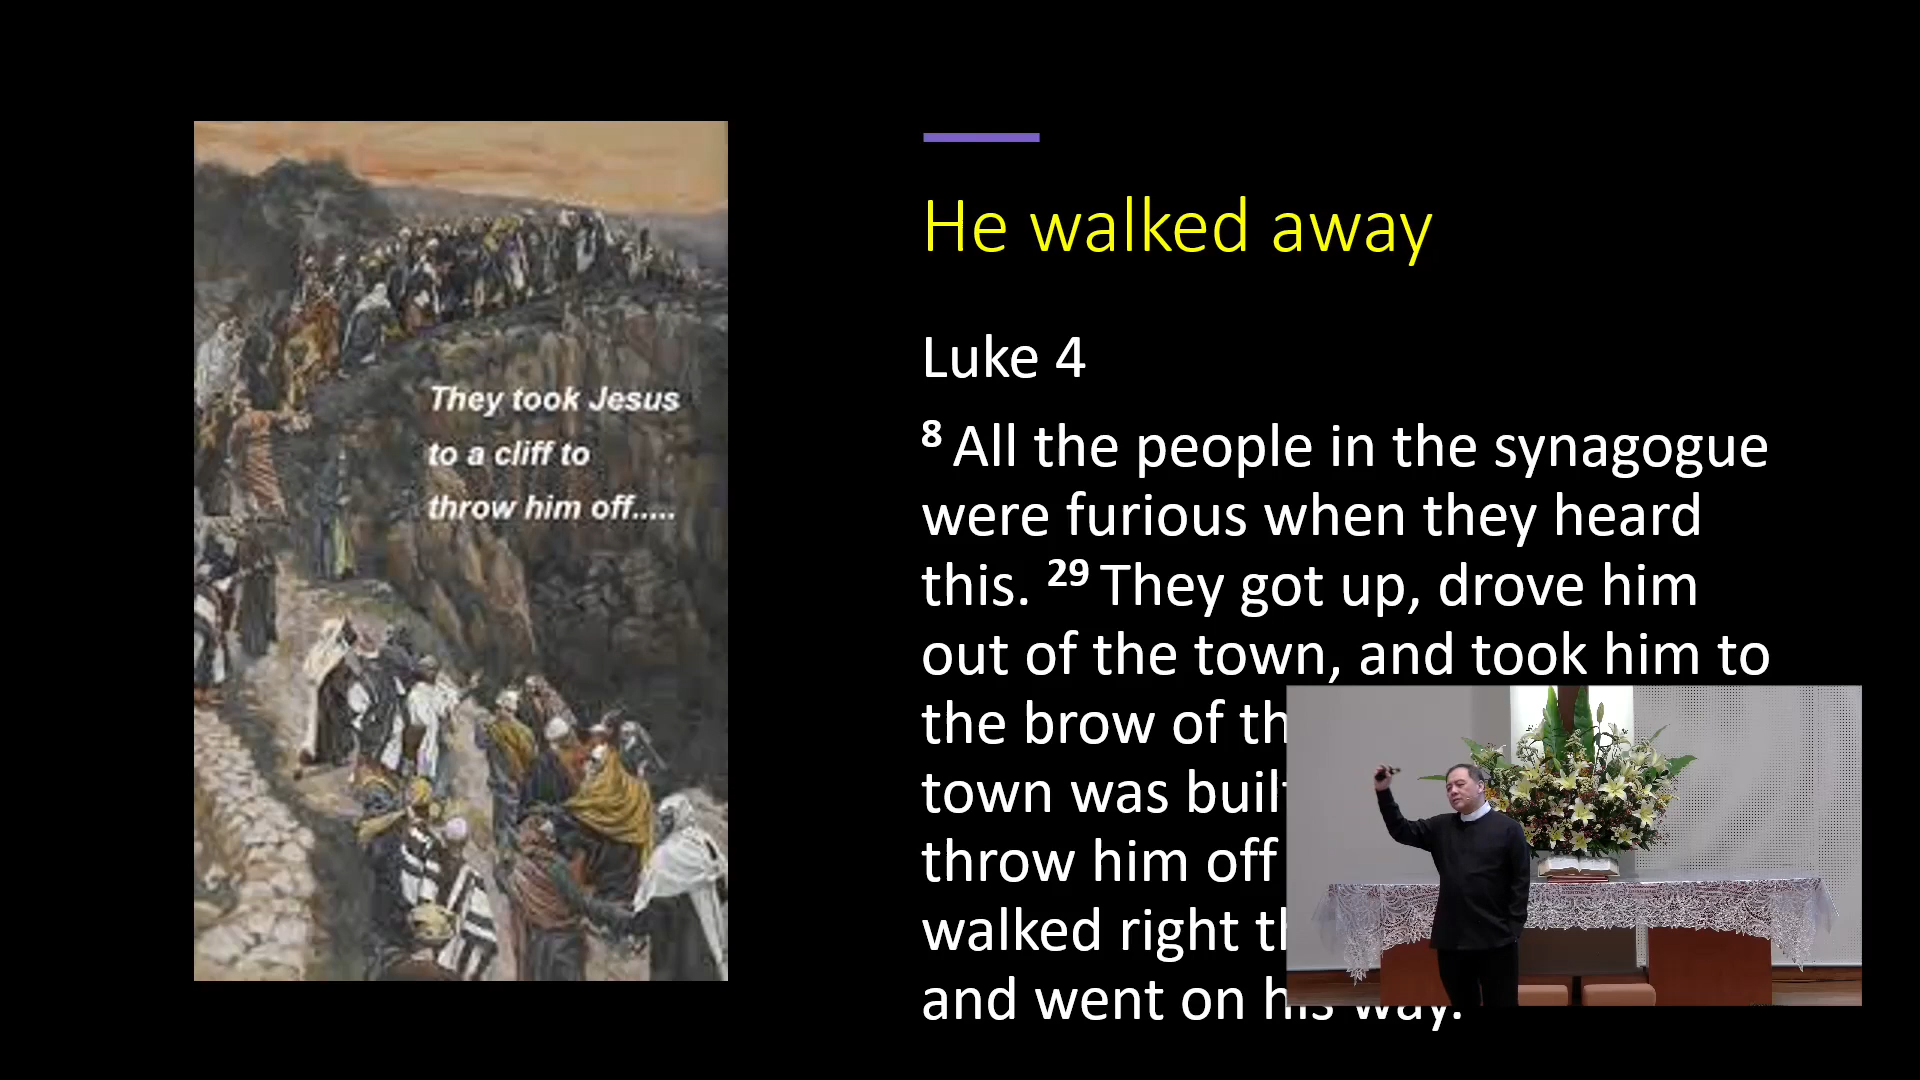 He walked away
They took Jesus
to a cliff to
throw him off.....
Luke 4
8 All the people in the synagogue
were furious when they heard
this. 29 They got up, drove him
out of the town, and took him to
the brow of
town was
throw him off
walked right
and went on his way.